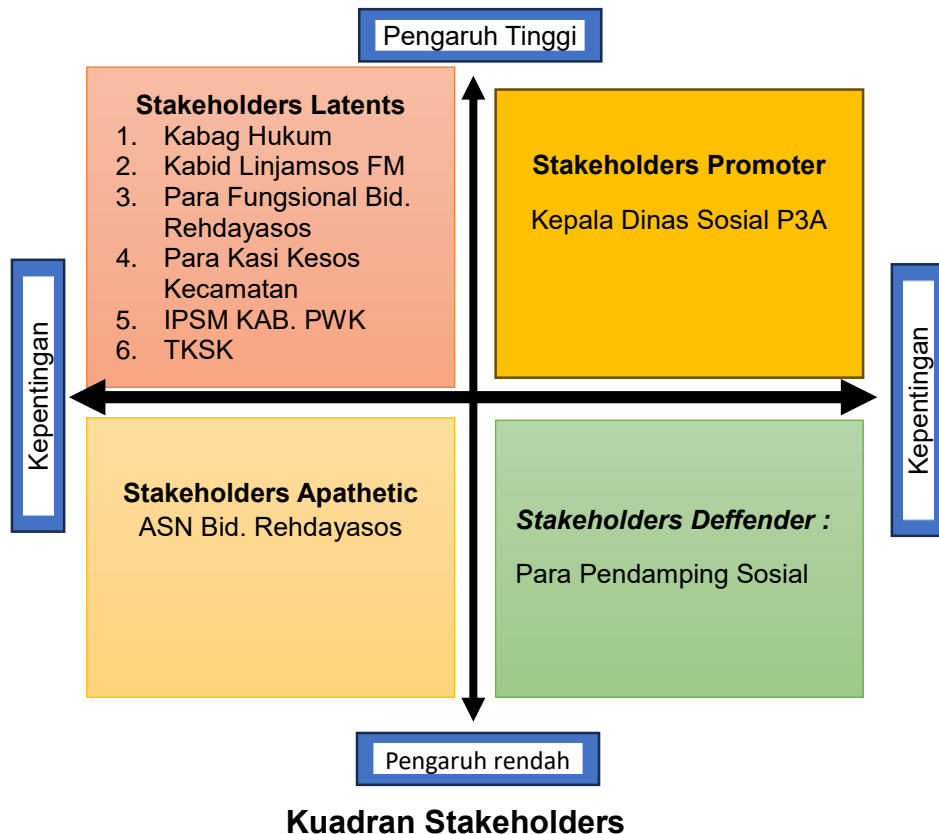 Pengaruh Tinggi
Stakeholders Latents
1. Kabag Hukum
2. Kabid Linjamsos FM
3. Para Fungsional Bid.
Rehdayasos
4. Para Kasi Kesos
Kecamatan
5. IPSM KAB. PWK
6. TKSK
Stakeholders Promoter
Kepala Dinas Sosial P3A
Kepentingan
Kepentingan
Stakeholders Apathetic
ASN Bid. Rehdayasos
Stakeholders Deffender :
Para Pendamping Sosial
Pengaruh rendah
Kuadran Stakeholders